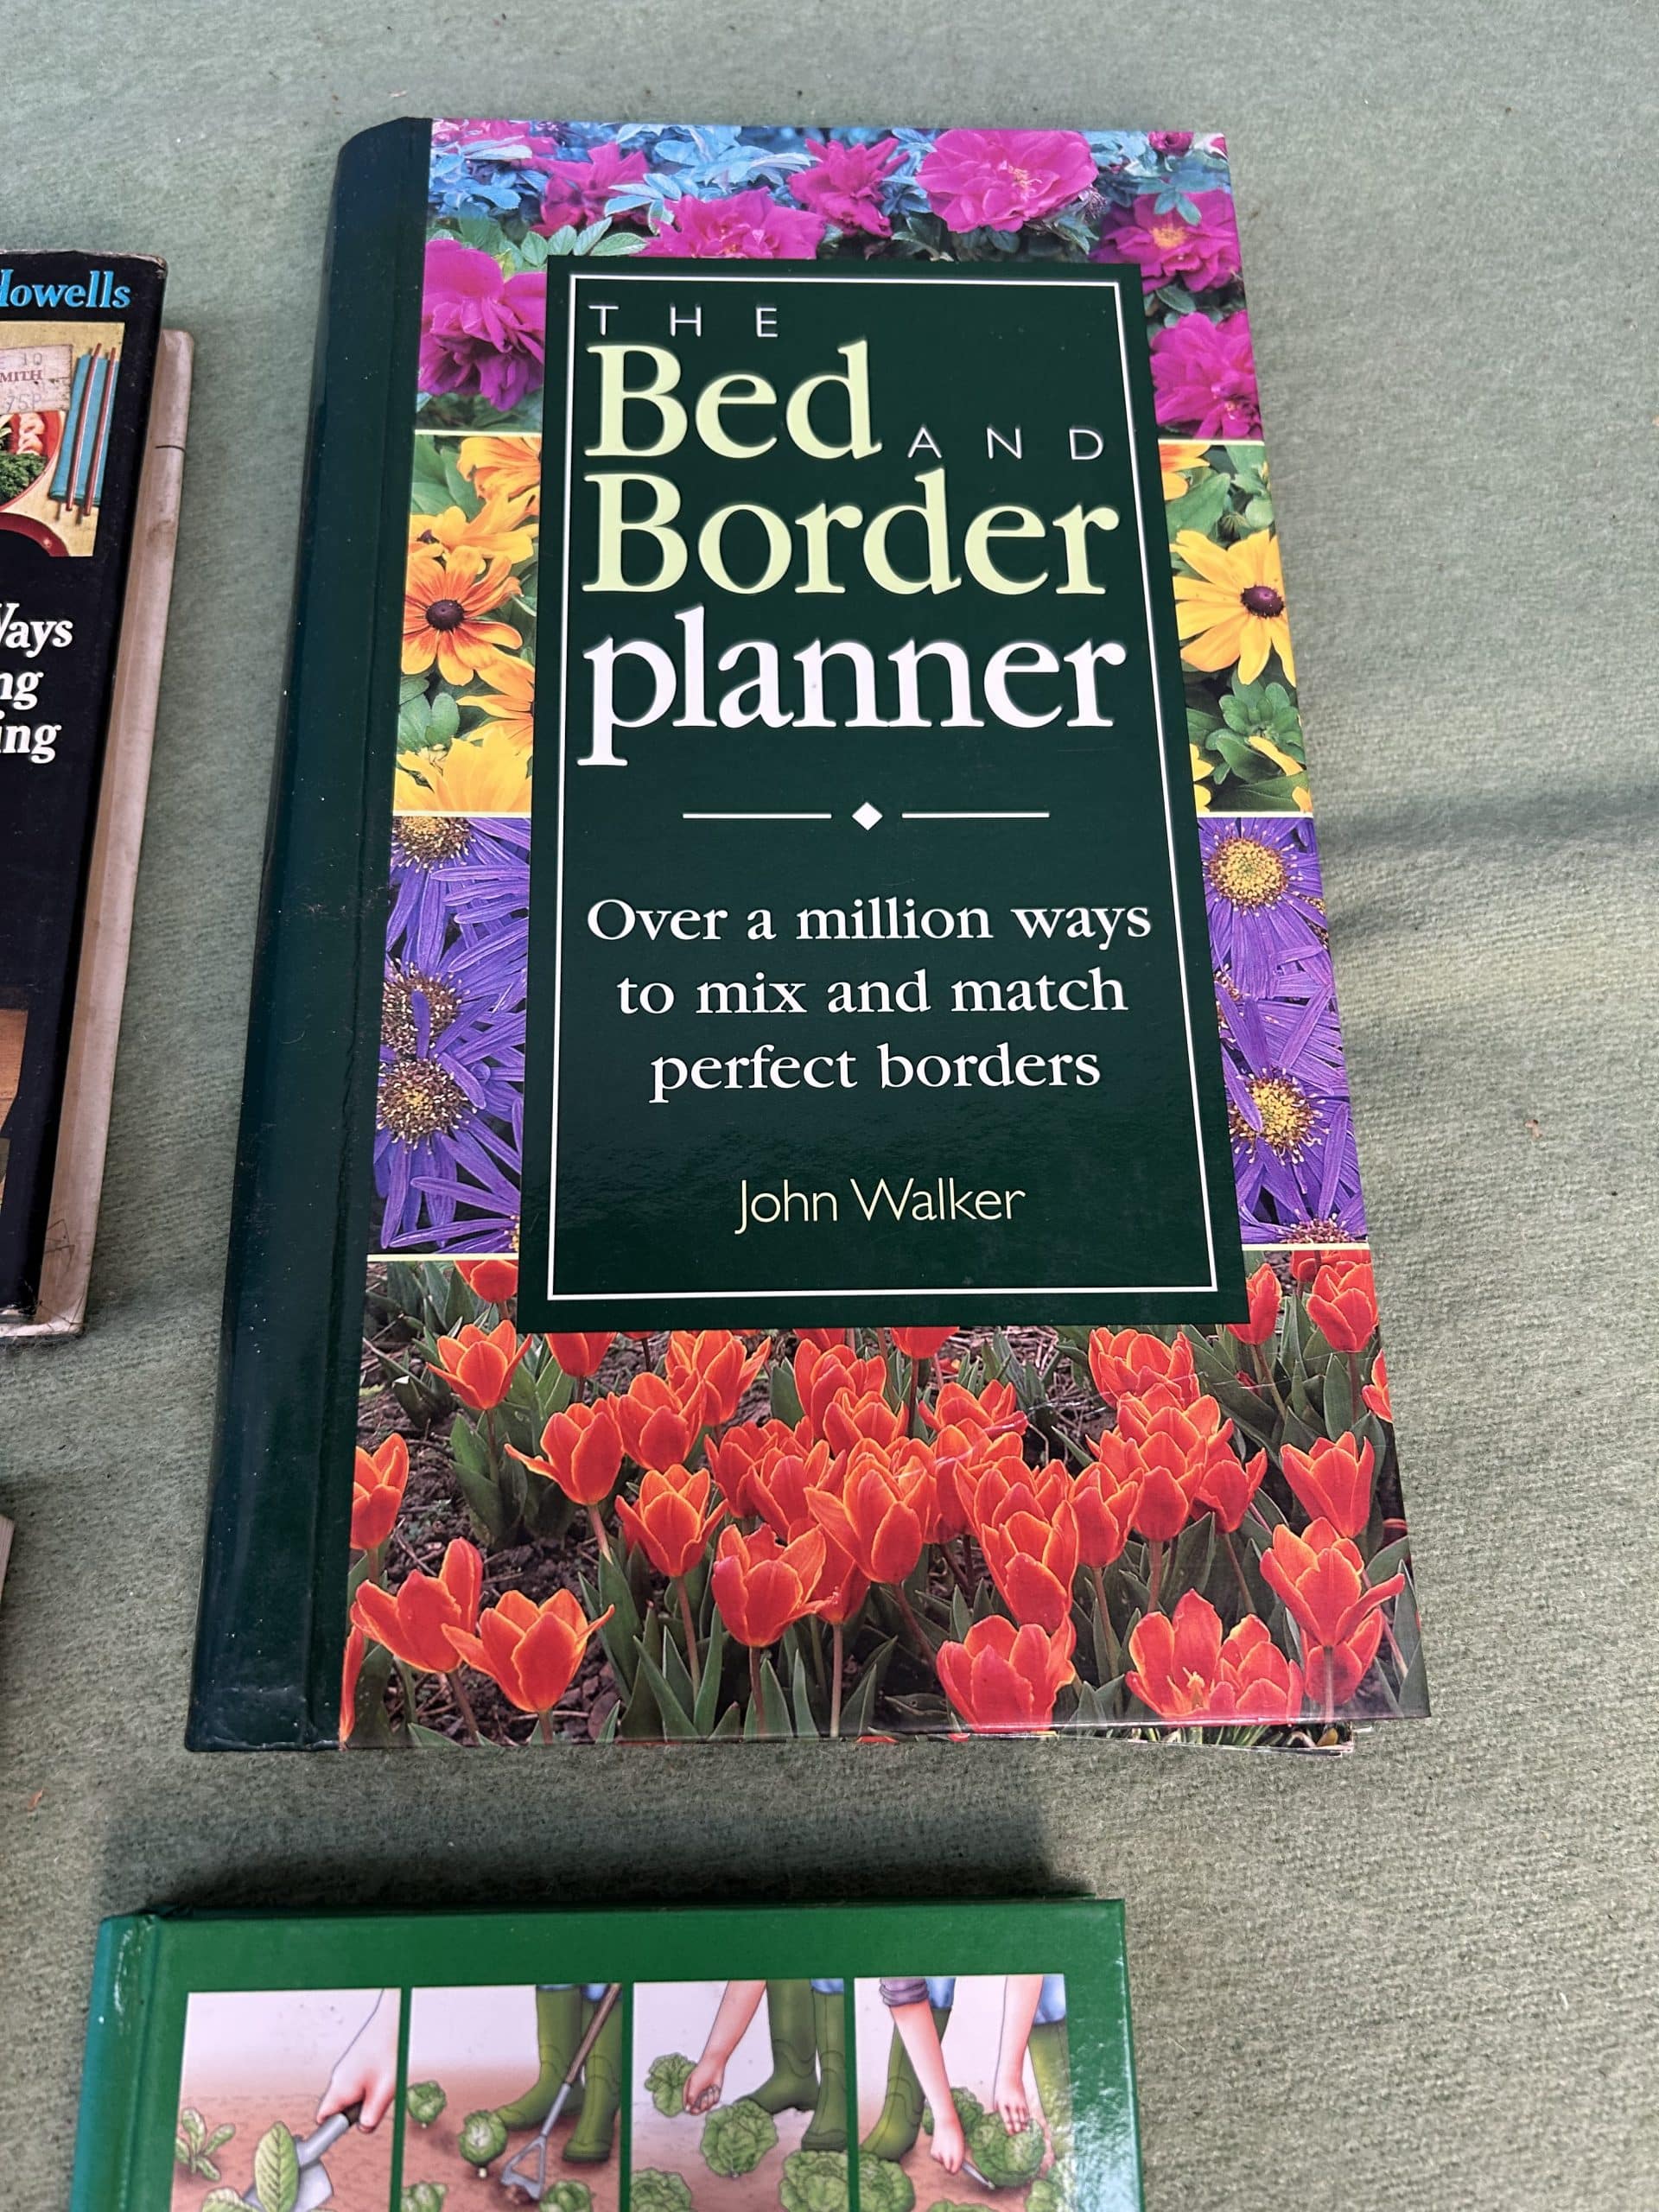 THE
Bed AND
Border
planner
Over a million ways
to mix and match
perfect borders
John Walker
Howells
MITH
Ways
ng
ing